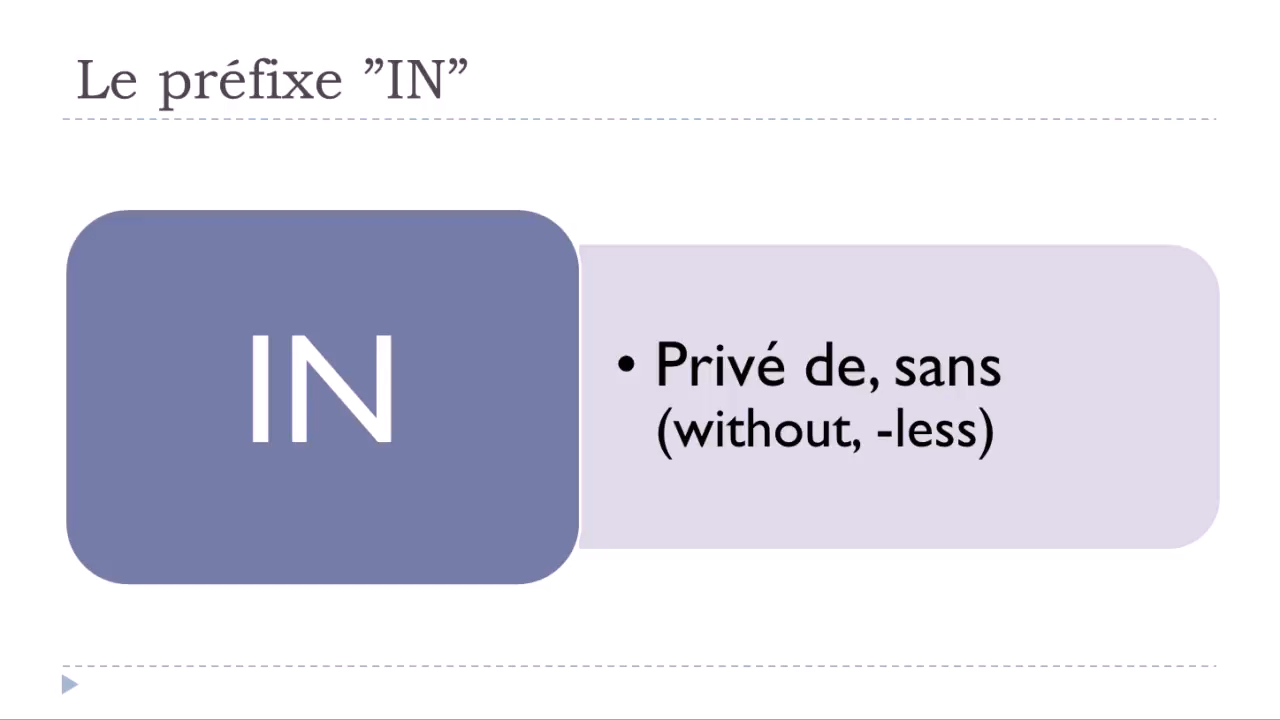 Le préfixe ”IN”
IN
• Privé de, sans
(without, -less)